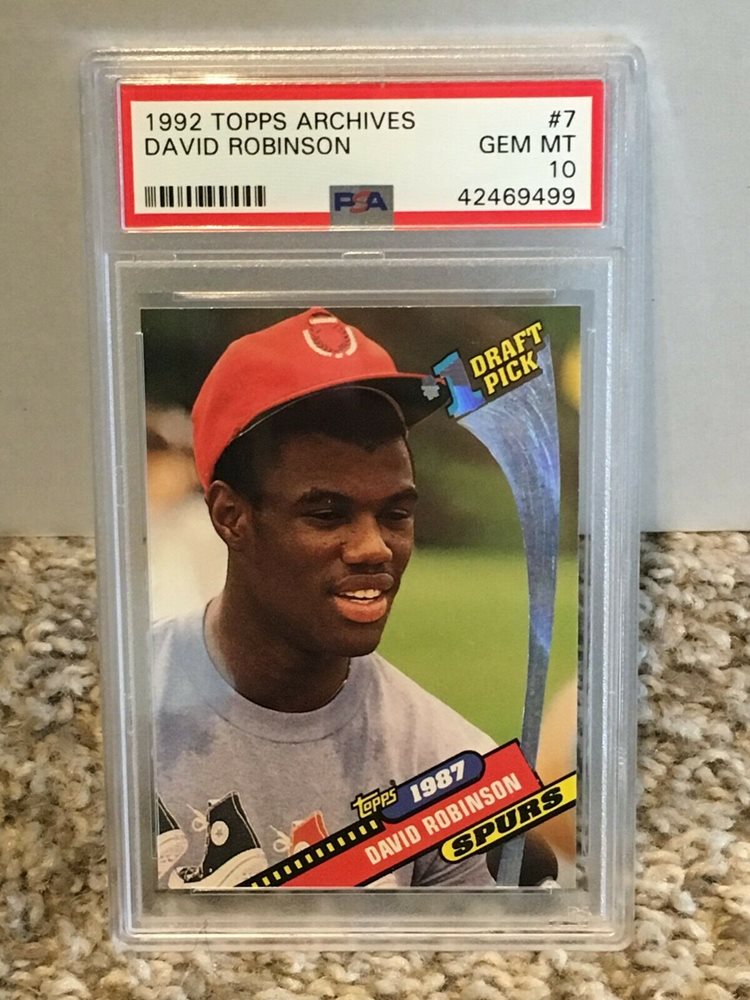 1992 TOPPS ARCHIVES #7
DAVID ROBINSON GEM MT
10
PSA 42469499
1 DRAFT
PICK
Topps 1987
DAVID ROBINSON
SPURS